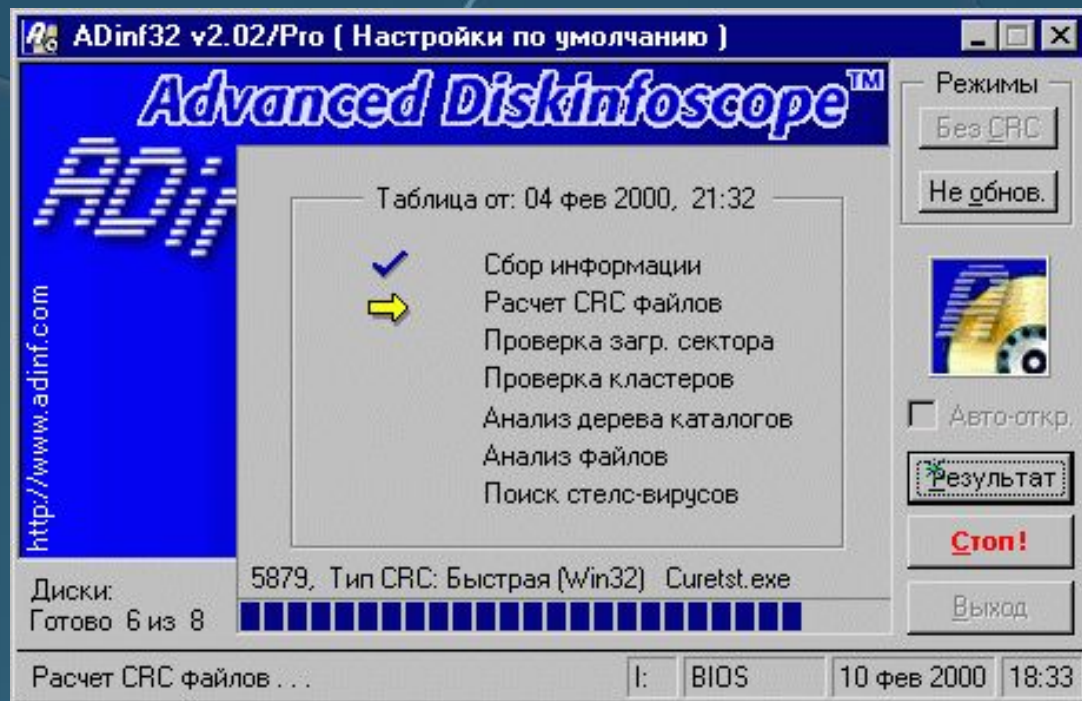 ADinf32 v2.02/Pro ( Настройки по умолчанию )
Advanced Diskinfoscope™
ADinf
http://www.adinf.com
Таблица от: 04 фев 2000, 21:32
Сбор информации
Расчет CRC файлов
Проверка загр. сектора
Проверка кластеров
Анализ дерева каталогов
Анализ файлов
Поиск стелс-вирусов
5879, Тип CRC: Быстрая (Win32) Curetst.exe
Диски:
Готово 6 из 8
Режимы
Без CRC
Не обнов.
Авто-откр.
Результат
Стоп!
Выход
Расчет CRC файлов . . . I: BIOS 10 фев 2000 18:33